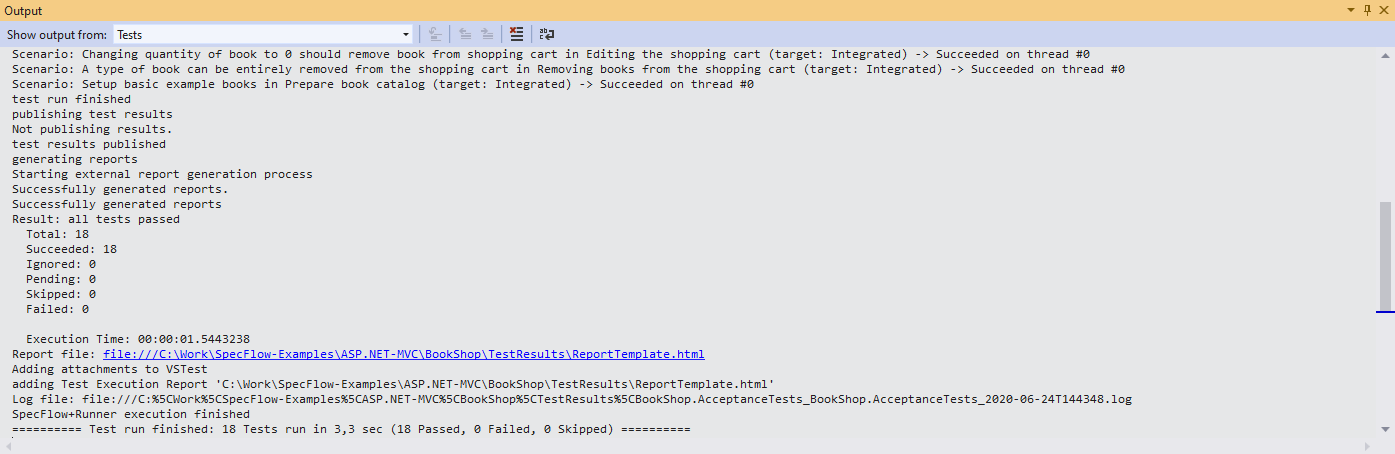 Output
Show output from: Tests
Scenario: Changing quantity of book to 0 should remove book from shopping cart in Editing the shopping cart (target: Integrated) -> Succeeded on thread #0
Scenario: A type of book can be entirely removed from the shopping cart in Removing books from the shopping cart (target: Integrated) -> Succeeded on thread #0
Scenario: Setup basic example books in Prepare book catalog (target: Integrated) -> Succeeded on thread #0
test run finished
publishing test results
Not publishing results.
test results published
generating reports
Starting external report generation process
Successfully generated reports.
Successfully generated reports
Result: all tests passed
Total: 18
Succeeded: 18
Ignored: 0
Pending: 0
Skipped: 0
Failed: 0
Execution Time: 00:00:01.5443238
Report file: file:///C:\Work\SpecFlow-Examples\ASP.NET-MVC\BookShop\TestResults\ReportTemplate.html
Adding attachments to VSTest
adding Test Execution Report 'C:\Work\SpecFlow-Examples\ASP.NET-MVC\BookShop\TestResults\ReportTemplate.html'
Log file: file:///C:%5CWork%5CSpecFlow-Examples%5CASP.NET-MVC%5CBookShop%5CTestResults%5CBookShop.AcceptanceTests_BookShop.AcceptanceTests_2020-06-24T144348.log
SpecFlow+Runner execution finished
========== Test run finished: 18 Tests run in 3,3 sec (18 Passed, 0 Failed, 0 Skipped) ==========